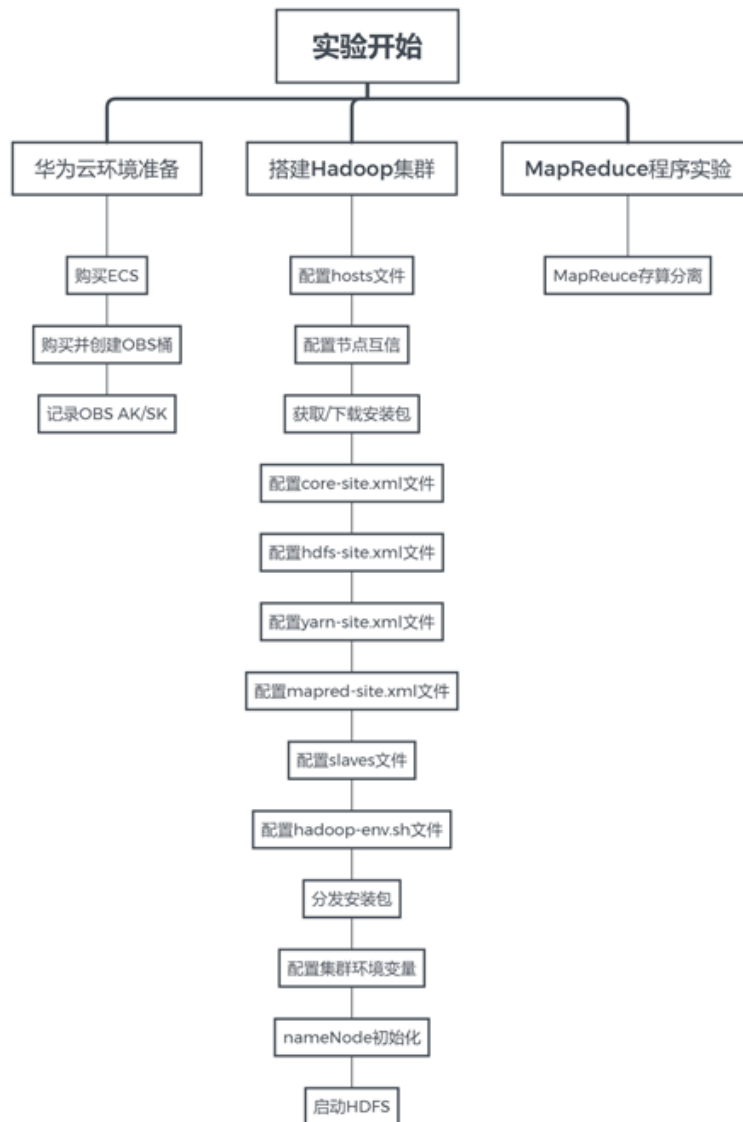 实验开始
华为云环境准备
购买ECS
购买并创建OBS桶
记录OBS AK/SK
搭建Hadoop集群
配置hosts文件
配置节点互信
获取/下载安装包
配置core-site.xml文件
配置hdfs-site.xml文件
配置yarn-site.xml文件
配置mapred-site.xml文件
配置slaves文件
配置hadoop-env.sh文件
分发安装包
配置集群环境变量
nameNode初始化
启动HDFS
MapReduce程序实验
MapReuce存算分离